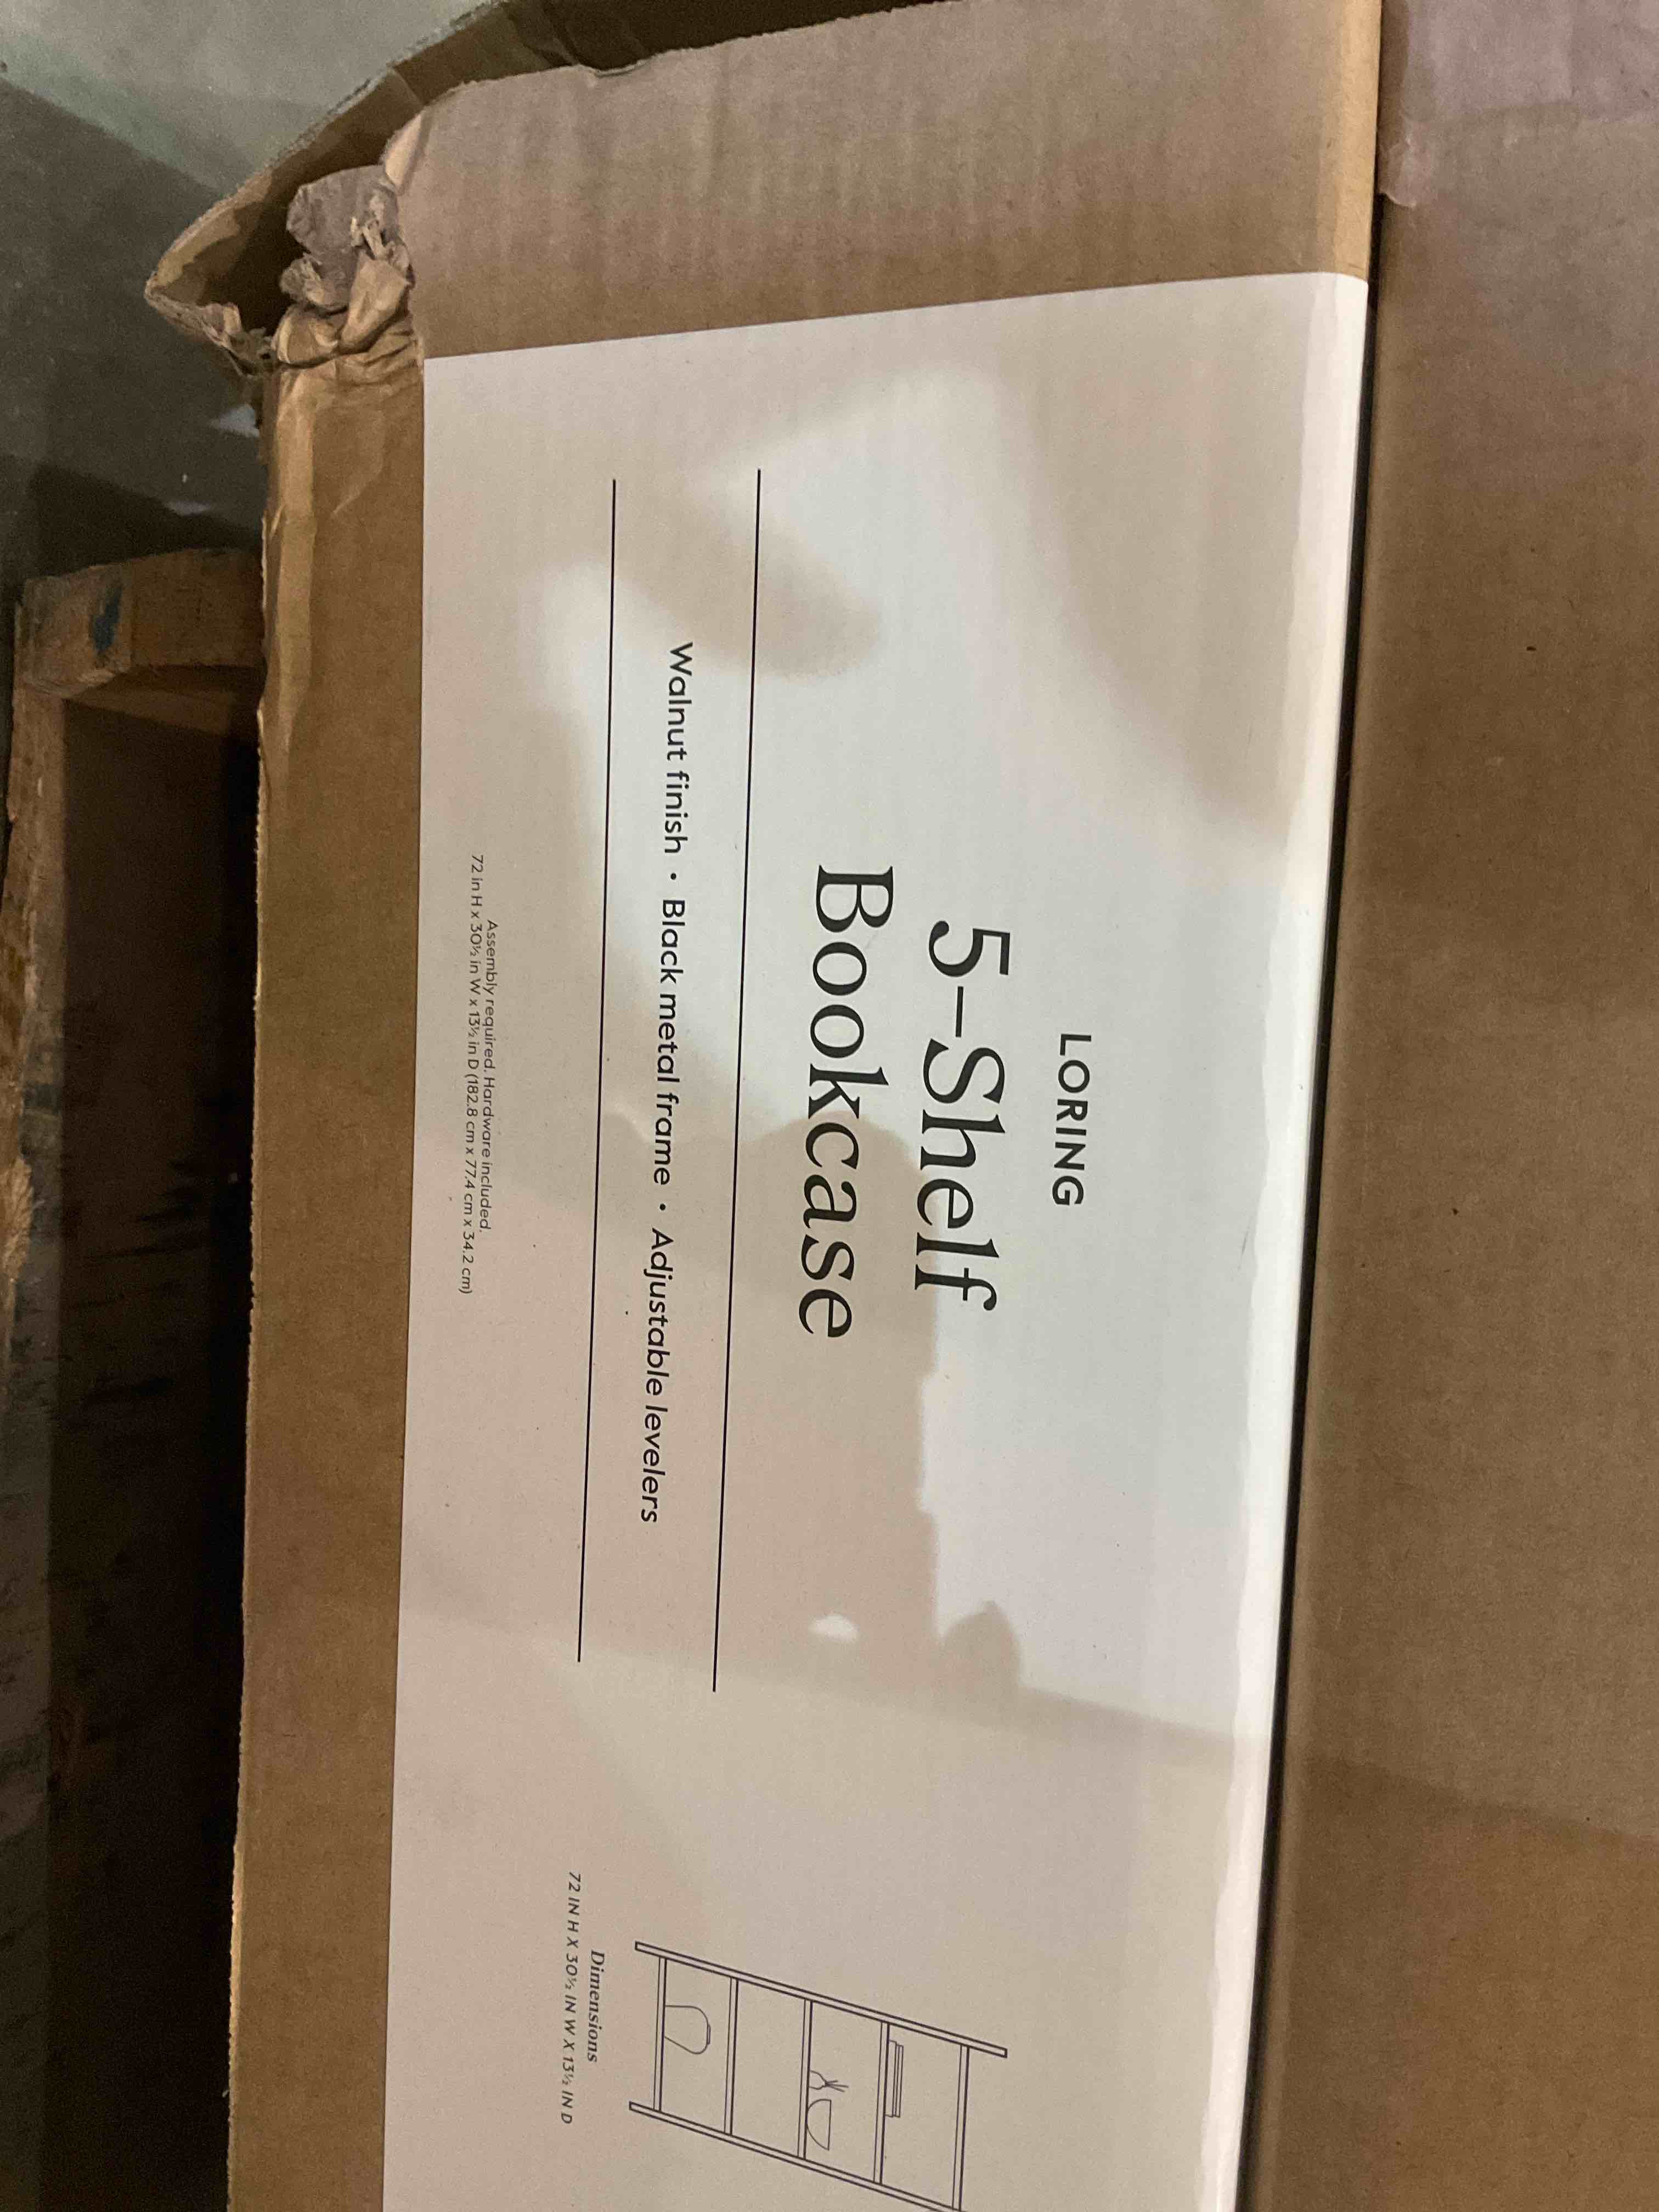 LORING
5-Shelf
Bookcase
Walnut finish • Black metal frame • Adjustable levelers
Assembly required. Hardware included.
72 in H x 30½ in W x 13½ in D (182.8 cm x 77.4 cm x 34.2 cm)
Dimensions
72 IN H X 30½ IN W X 13½ IN D